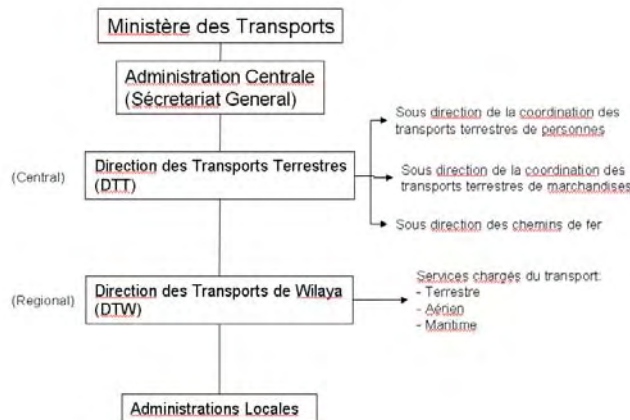 Ministère des Transports
Administration Centrale
(Sécretariat General)
Sous direction de la coordination des
transports terrestres de personnes
(Central)
Direction des Transports Terrestres
(DTT)
Sous direction de la coordination des
transports terrestres de marchandises
Sous direction des chemins de fer
(Regional)
Direction des Transports de Wilaya
(DTW)
Services chargés du transport:
- Terrestre
- Aérien
- Maritime
Administrations Locales